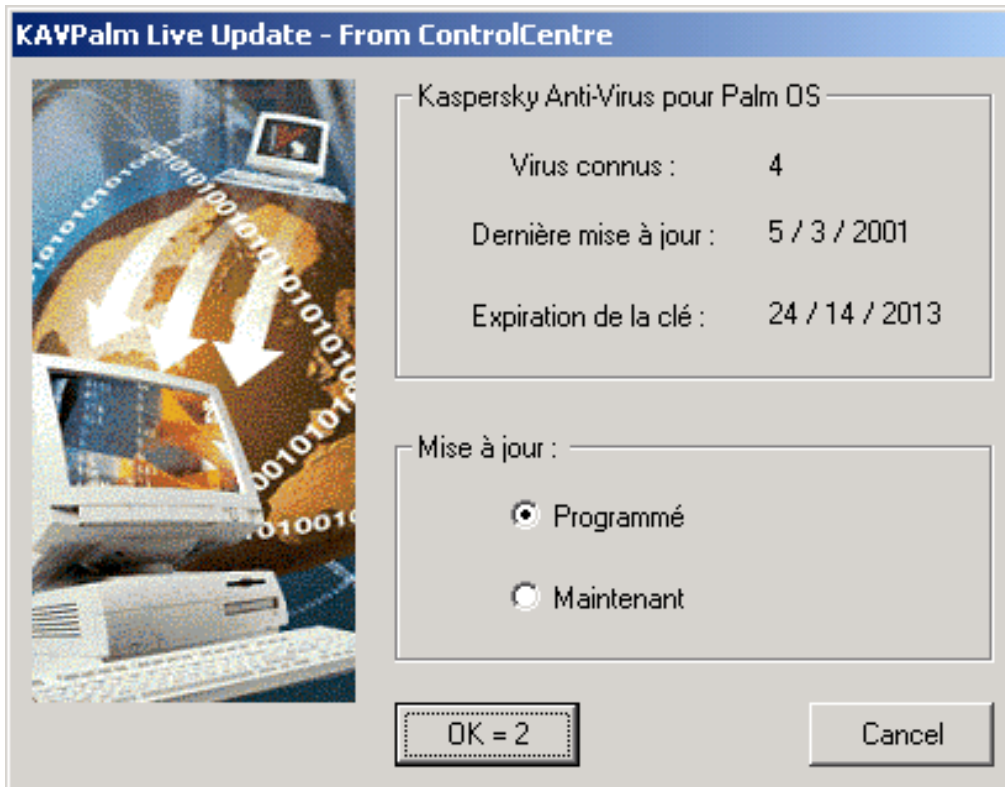 KAVPalm Live Update - From ControlCentre
Kaspersky Anti-Virus pour Palm OS
Virus connus : 4
Dernière mise à jour : 5 / 3 / 2001
Expiration de la clé : 24 / 14 / 2013
Mise à jour :
Programmé
Maintenant
OK = 2
Cancel